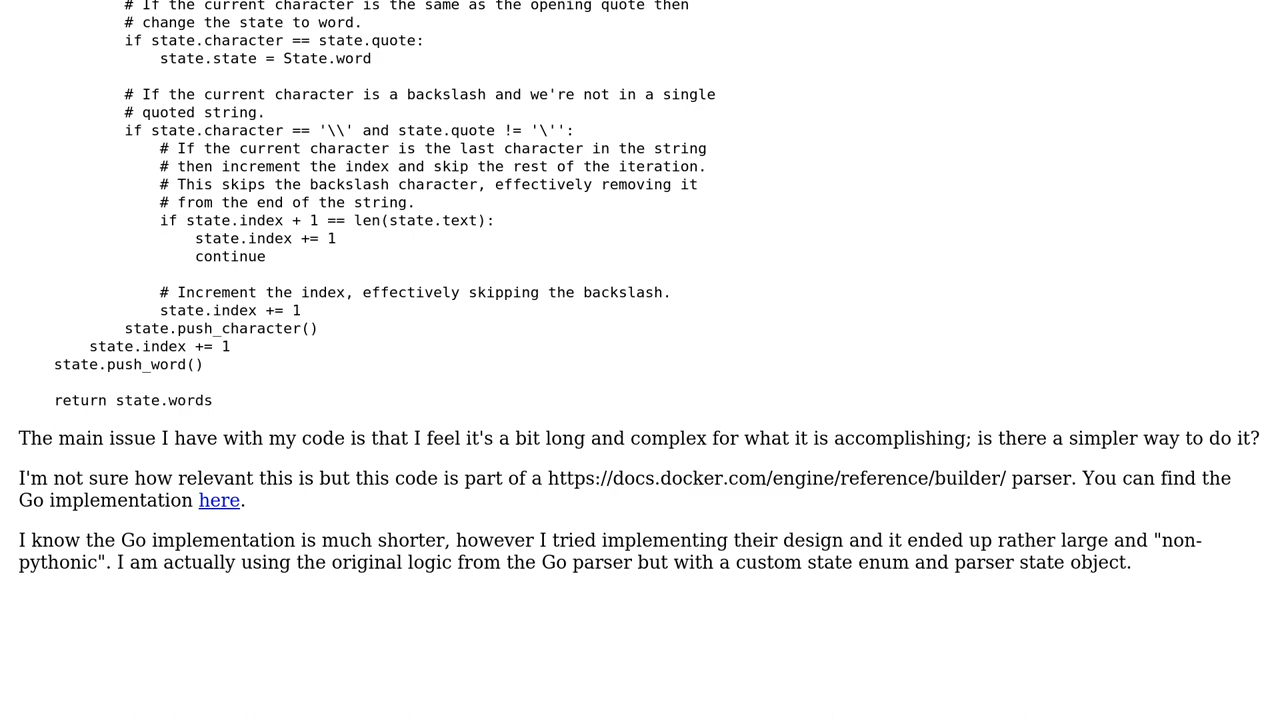 # If the current character is the same as the opening quote then
# change the state to word.
if state.character == state.quote:
state.state = State.word
# If the current character is a backslash and we're not in a single
# quoted string.
if state.character == '\\' and state.quote != '\'':
# If the current character is the last character in the string
# then increment the index and skip the rest of the iteration.
# This skips the backslash character, effectively removing it
# from the end of the string.
if state.index + 1 == len(state.text):
state.index += 1
continue
# Increment the index, effectively skipping the backslash.
state.index += 1
state.push_character()
state.index += 1
state.push_word()
return state.words
The main issue I have with my code is that I feel it's a bit long and complex for what it is accomplishing; is there a simpler way to do it?
I'm not sure how relevant this is but this code is part of a https://docs.docker.com/engine/reference/builder/ parser. You can find the
Go implementation here.
I know the Go implementation is much shorter, however I tried implementing their design and it ended up rather large and "non-
pythonic". I am actually using the original logic from the Go parser but with a custom state enum and parser state object.